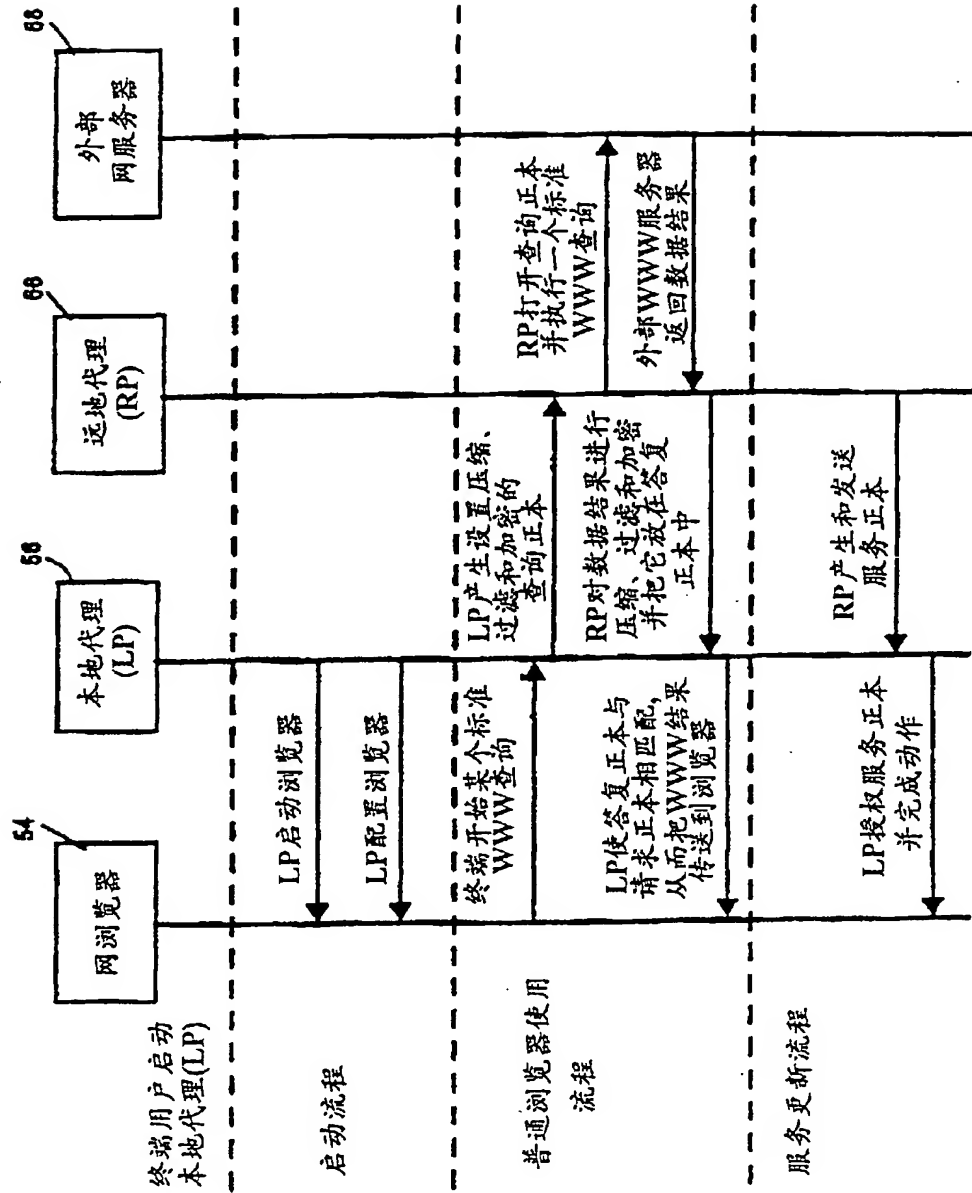 54
56
66
68
网浏览器
本地代理
(LP)
远地代理
(RP)
外部
网服务器
终端用户启动
本地代理(LP)
启动流程
LP启动浏览器
LP配置浏览器
普通浏览器使用
流程
终端开始某个标准
WWW查询
LP产生设置压缩、
过滤和加密的
查询正本
RP打开查询正本
并执行一个标准
WWW查询
外部WWW服务器
返回数据结果
RP对数据结果进行
压缩、过滤和加密
并把它放在答复
正本中
LP使答复正本与
请求正本相匹配,
从而把WWW结果
传送到浏览器
服务更新流程
RP产生和发送
服务正本
LP授权服务正本
并完成动作